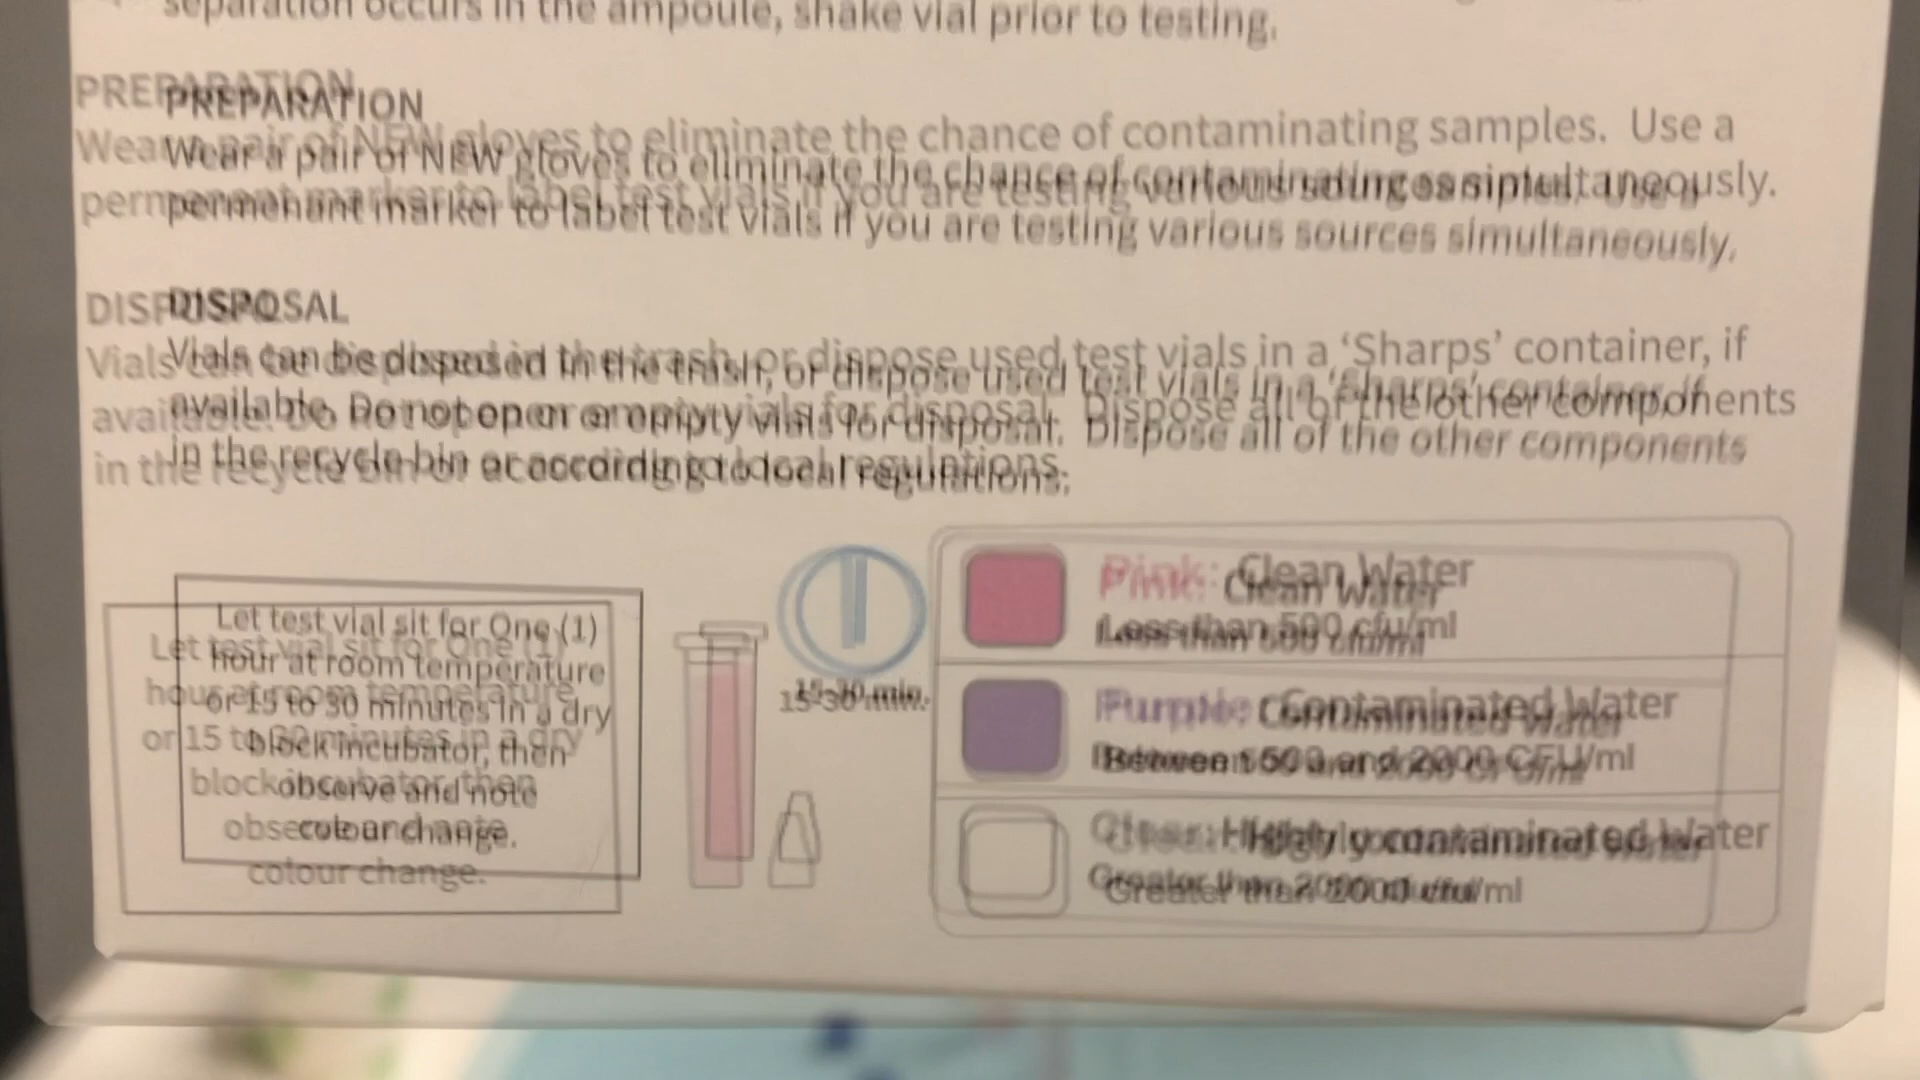 separation occurs in the ampoule, shake vial prior to testing.
PREPARATION
Wear a pair of NEW gloves to eliminate the chance of contaminating samples. Use a
permenant marker to label test vials if you are testing various sources simultaneously.
DISPOSAL
Vials can be disposed in the trash, or dispose used test vials in a ‘Sharps’ container, if
available. Do not open or empty vials for disposal. Dispose all of the other components
in the recycle bin or according to local regulations.
Let test vial sit for One (1)
hour at room temperature
or 15 to 30 minutes in a dry
block incubator, then
observe and note
colour change.
15-30 min.
Pink: Clean Water
Less than 500 cfu/ml
Purple: Contaminated Water
Between 500 and 2000 CFU/ml
Clear: Highly contaminated Water
Greater than 2000 cfu/ml